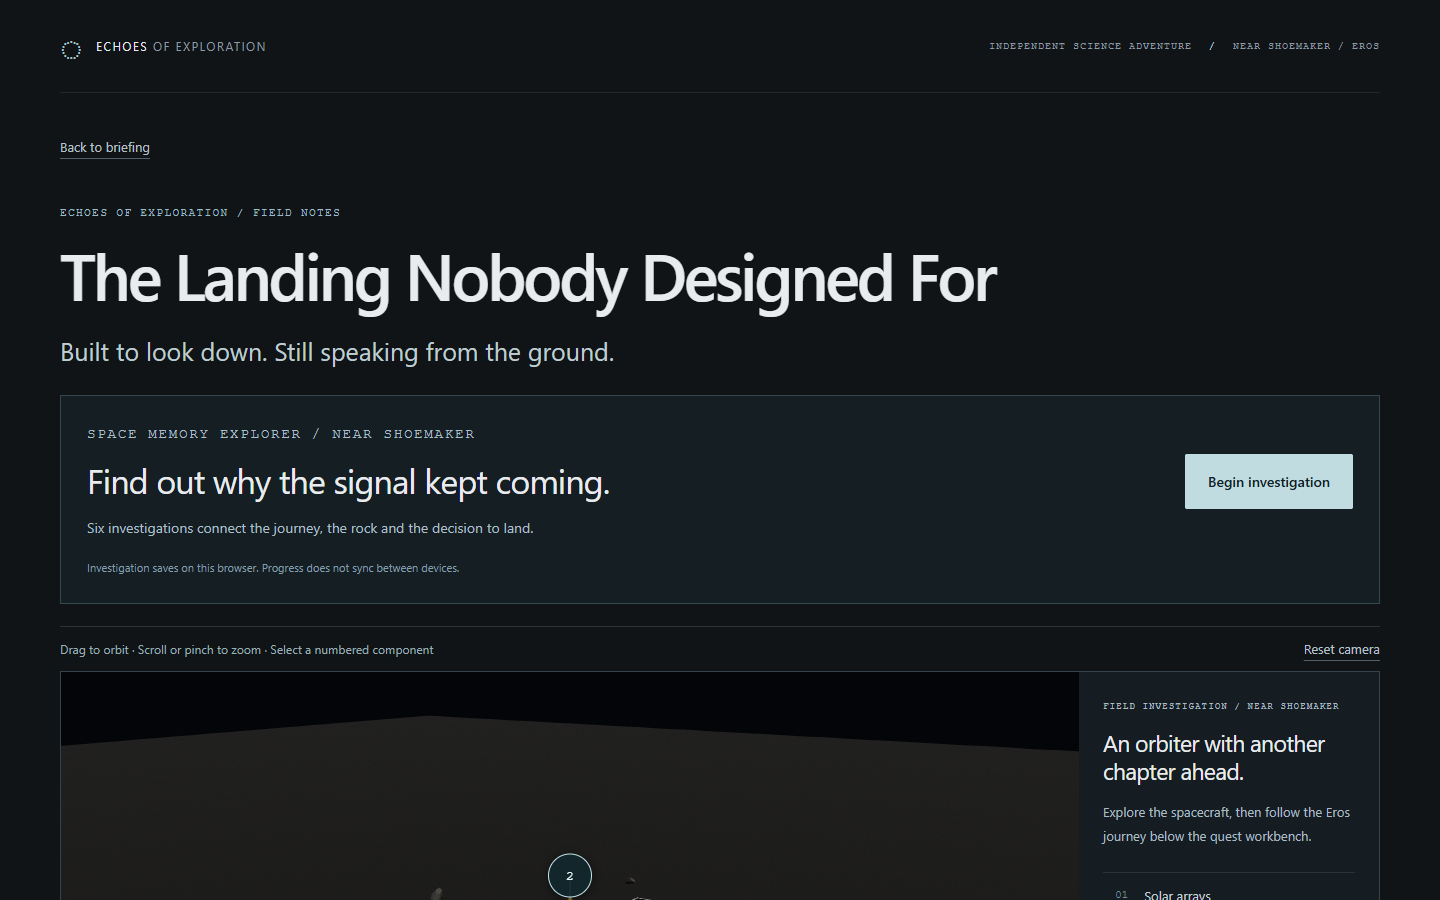 ECHOES OF EXPLORATION
INDEPENDENT SCIENCE ADVENTURE / NEAR SHOEMAKER / EROS
Back to briefing
ECHOES OF EXPLORATION / FIELD NOTES
The Landing Nobody Designed For
Built to look down. Still speaking from the ground.
SPACE MEMORY EXPLORER / NEAR SHOEMAKER
Find out why the signal kept coming.
Begin investigation
Six investigations connect the journey, the rock and the decision to land.
Investigation saves on this browser. Progress does not sync between devices.
Drag to orbit · Scroll or pinch to zoom · Select a numbered component
Reset camera
FIELD INVESTIGATION / NEAR SHOEMAKER
An orbiter with another
chapter ahead.
Explore the spacecraft, then follow the Eros
journey below the quest workbench.
2
01 Solar arrays